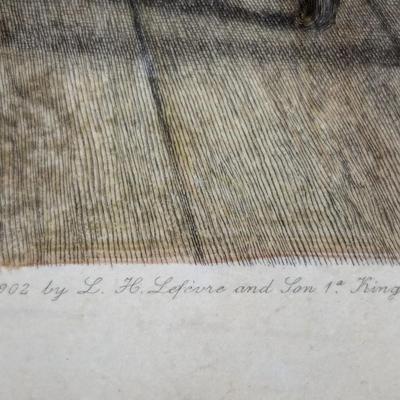 902 by L. H. Lefèvre and Son 1ª King